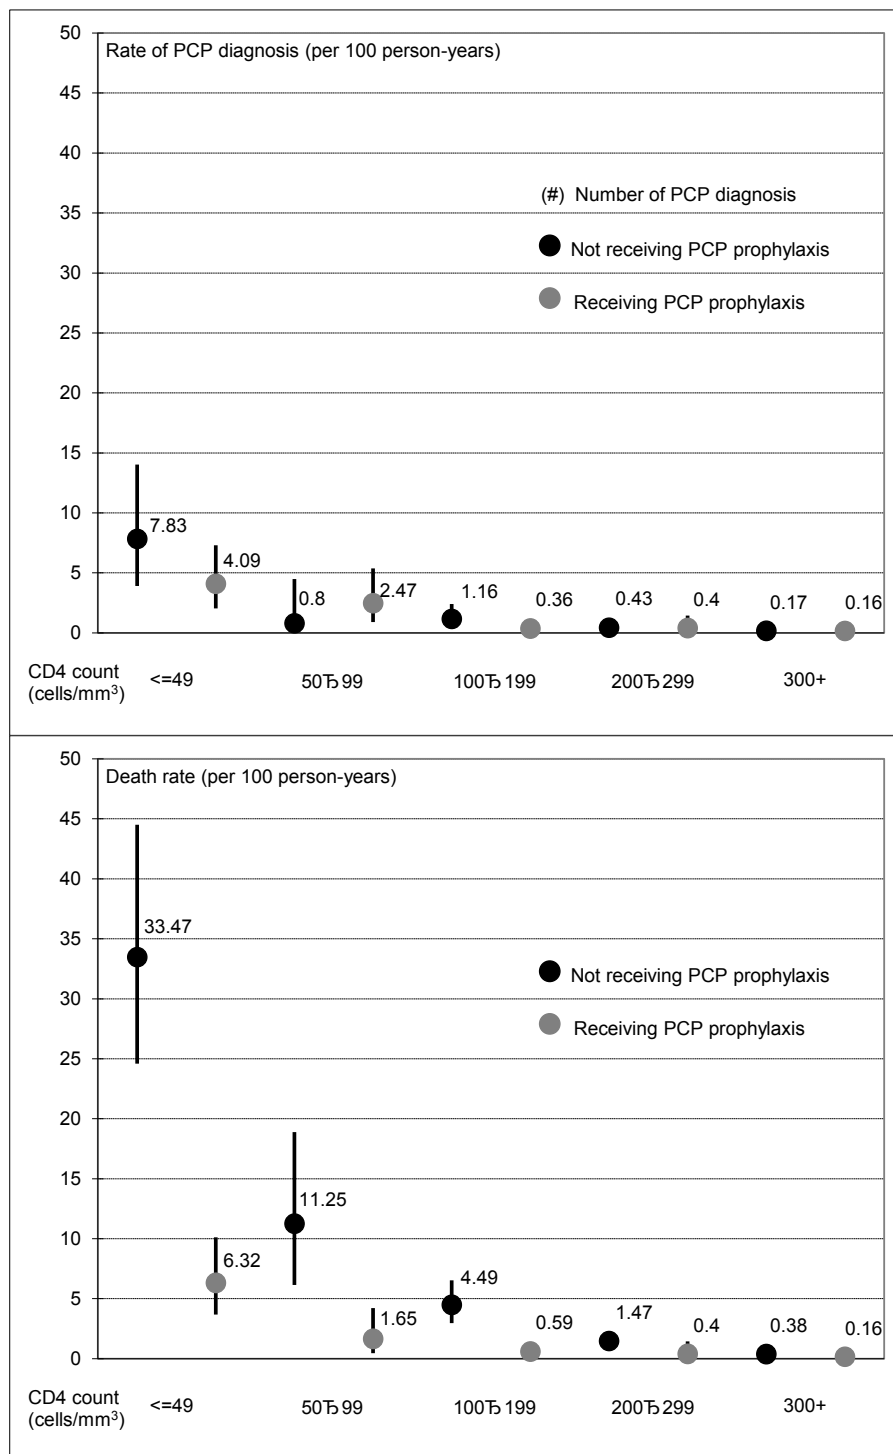 50
Rate of PCP diagnosis (per 100 person-years)
45
40
(#) Number of PCP diagnosis
35
Not receiving PCP prophylaxis
30
Receiving PCP prophylaxis
25
20
15
10
7.83
4.09
5
0.8
2.47
1.16
0.36
0.43
0.4
0.17
0.16
0
CD4 count
(cells/mm³)
<=49
50Ђ99
100Ђ199
200Ђ299
300+
50
Death rate (per 100 person-years)
45
40
35
33.47
Not receiving PCP prophylaxis
30
Receiving PCP prophylaxis
25
20
15
11.25
10
6.32
5
1.65
4.49
0.59
1.47
0.4
0.38
0.16
0
CD4 count
(cells/mm³)
<=49
50Ђ99
100Ђ199
200Ђ299
300+